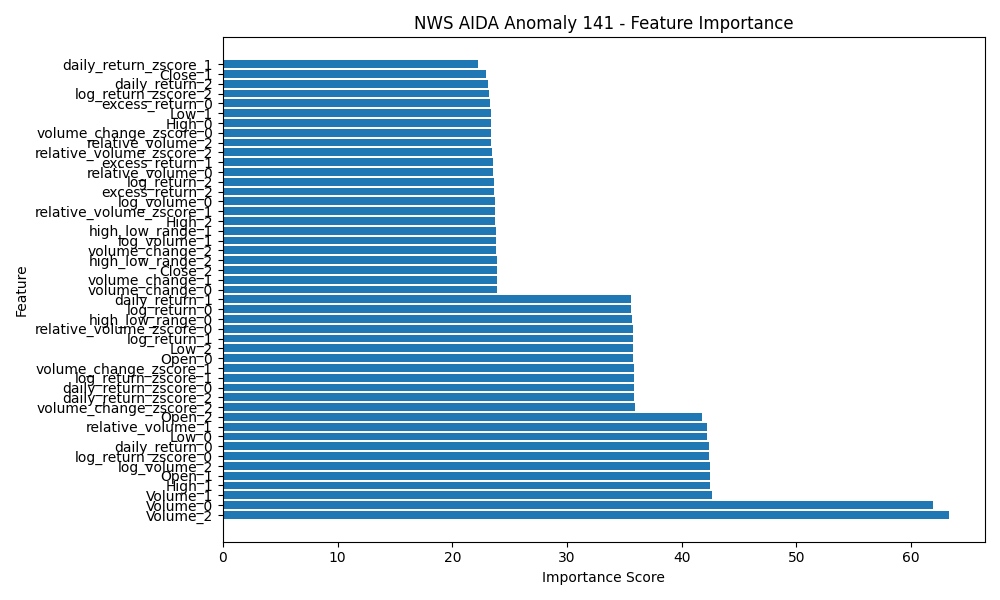 NWS AIDA Anomaly 141 - Feature Importance
daily_return_zscore_1
Close_1
daily_return_2
log_return_zscore_2
excess_return_0
Low_1
High_0
volume_change_zscore_0
relative_volume_2
relative_volume_zscore_2
excess_return_1
relative_volume_0
log_return_2
excess_return_2
log_volume_0
relative_volume_zscore_1
High_2
high_low_range_1
log_volume_1
volume_change_2
high_low_range_2
Close_2
volume_change_1
volume_change_0
daily_return_1
log_return_0
high_low_range_0
relative_volume_zscore_0
log_return_1
Low_2
Open_0
volume_change_zscore_1
log_return_zscore_1
daily_return_zscore_0
daily_return_zscore_2
volume_change_zscore_2
Open_2
relative_volume_1
Low_0
daily_return_0
log_return_zscore_0
log_volume_2
Open_1
High_1
Volume_1
Volume_0
Volume_2
Feature
0 10 20 30 40 50 60
Importance Score